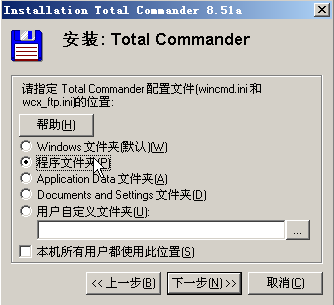 Installation Total Commander 8.51a
安装: Total Commander
请指定 Total Commander 配置文件(wincmd.ini 和
wcx_ftp.ini)的位置:
帮助(H)
Windows 文件夹(默认)(W)
程序文件夹(P)
Application Data 文件夹(A)
Documents and Settings 文件夹(D)
用户自定义文件夹(U):
...
本机所有用户都使用此位置(S)
<< 上一步(B) 下一步(N) >> 取消(C)